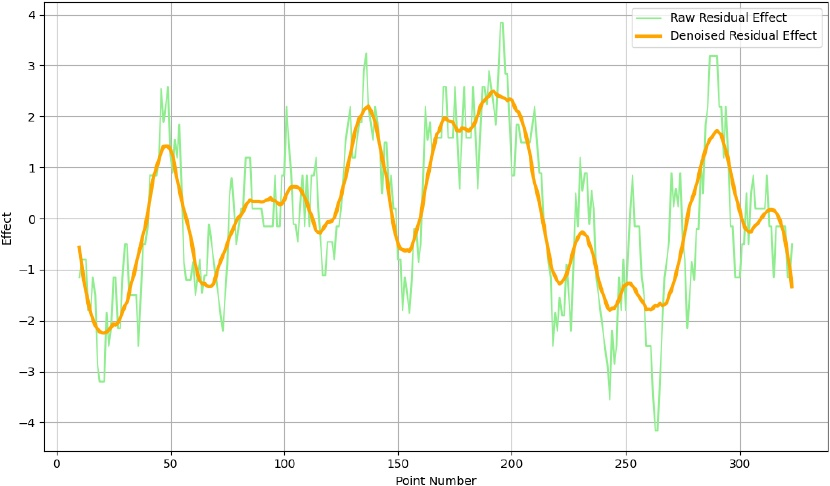 Raw Residual Effect
Denoised Residual Effect
4
3
2
1
0
−1
−2
−3
−4
Effect
0 50 100 150 200 250 300
Point Number